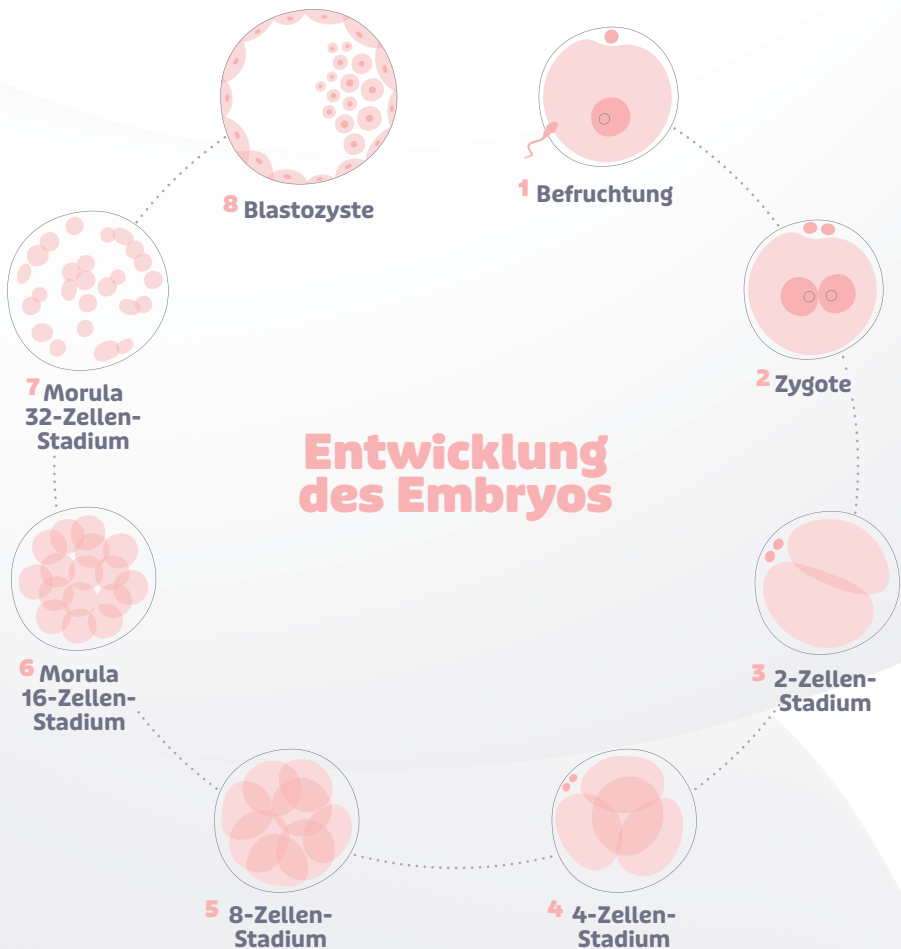 Entwicklung
des Embryos
1 Befruchtung
2 Zygote
3 2-Zellen-
Stadium
4 4-Zellen-
Stadium
5 8-Zellen-
Stadium
6 Morula
16-Zellen-
Stadium
7 Morula
32-Zellen-
Stadium
8 Blastozyste